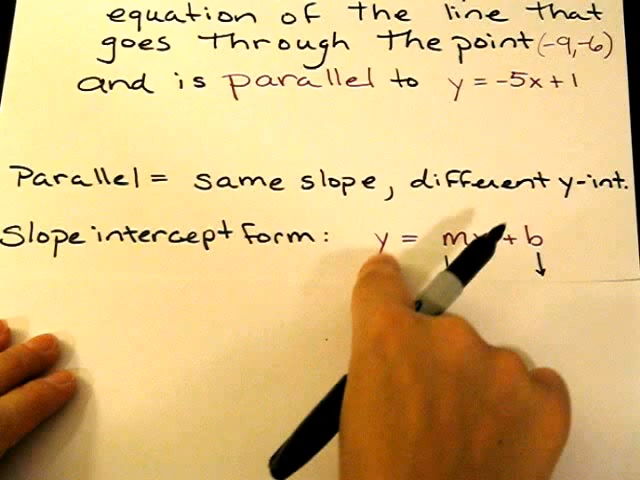 equation of the line that
goes through the point (-9,-6)
and is parallel to y = -5x + 1
Parallel = same slope, different y-int.
Slope intercept form: y = mx + b